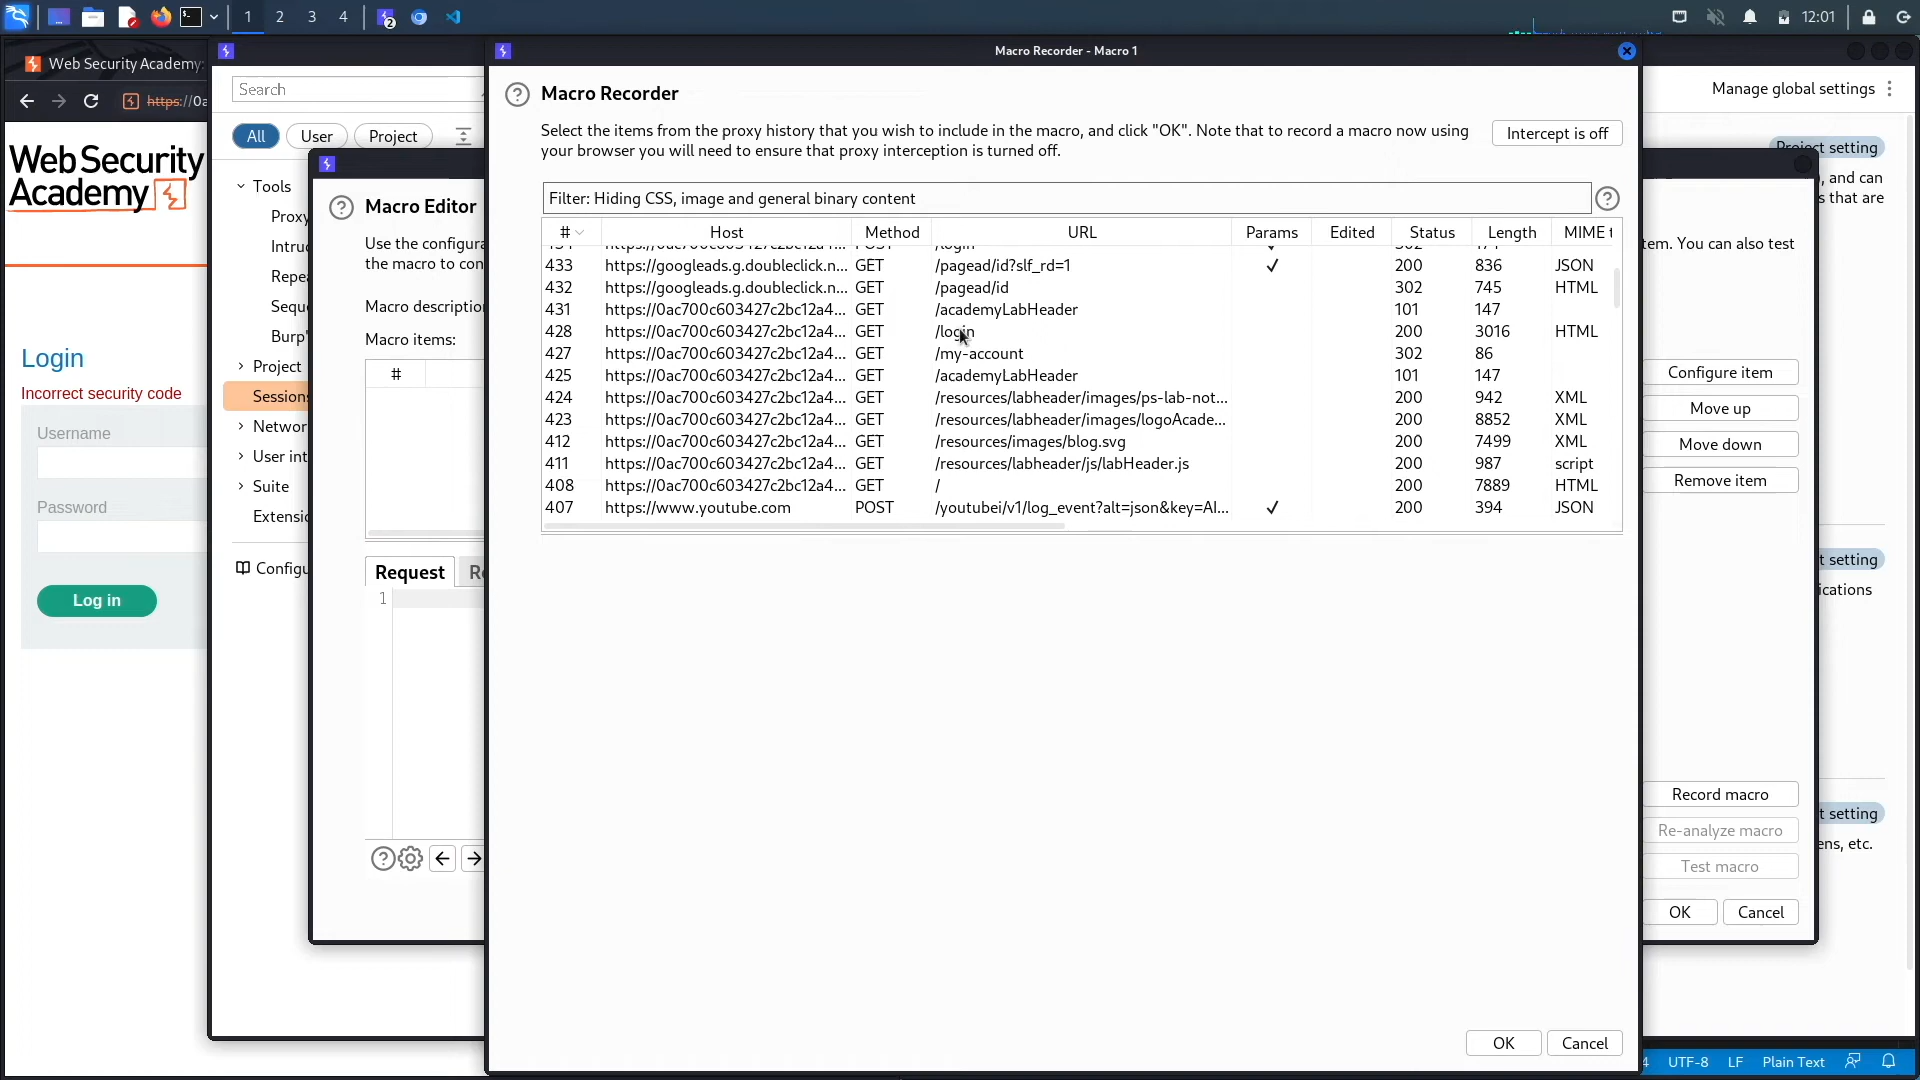 1 2 3 4 2 12:01
Web Security Academy:
https://0a
Web Security
Academy
Login
Incorrect security code
Username
Password
Log in
Search
All User Project
Tools
Proxy
Intru
Repe
Sequ
Burp'
Project
Session
Networ
User int
Suite
Extensio
Configu
Macro Editor
Use the configura
the macro to con
Macro description
Macro items:
#
Request Re
1
Macro Recorder - Macro 1
Macro Recorder
Select the items from the proxy history that you wish to include in the macro, and click "OK". Note that to record a macro now using
your browser you will need to ensure that proxy interception is turned off.
Intercept is off
Filter: Hiding CSS, image and general binary content
# Host Method URL Params Edited Status Length MIME t
433 https://googleads.g.doubleclick.n... GET /pagead/id?slf_rd=1 ✓ 200 836 JSON
432 https://googleads.g.doubleclick.n... GET /pagead/id 302 745 HTML
431 https://0ac700c603427c2bc12a4... GET /academyLabHeader 101 147
428 https://0ac700c603427c2bc12a4... GET /login 200 3016 HTML
427 https://0ac700c603427c2bc12a4... GET /my-account 302 86
425 https://0ac700c603427c2bc12a4... GET /academyLabHeader 101 147
424 https://0ac700c603427c2bc12a4... GET /resources/labheader/images/ps-lab-not... 200 942 XML
423 https://0ac700c603427c2bc12a4... GET /resources/labheader/images/logoAcade... 200 8852 XML
412 https://0ac700c603427c2bc12a4... GET /resources/images/blog.svg 200 7499 XML
411 https://0ac700c603427c2bc12a4... GET /resources/labheader/js/labHeader.js 200 987 script
408 https://0ac700c603427c2bc12a4... GET / 200 7889 HTML
407 https://www.youtube.com POST /youtubei/v1/log_event?alt=json&key=AI... ✓ 200 394 JSON
OK Cancel
Manage global settings
Project setting
, and can
s that are
tem. You can also test
Configure item
Move up
Move down
Remove item
t setting
ications
Record macro
t setting
Re-analyze macro
ens, etc.
Test macro
OK Cancel
4 UTF-8 LF Plain Text